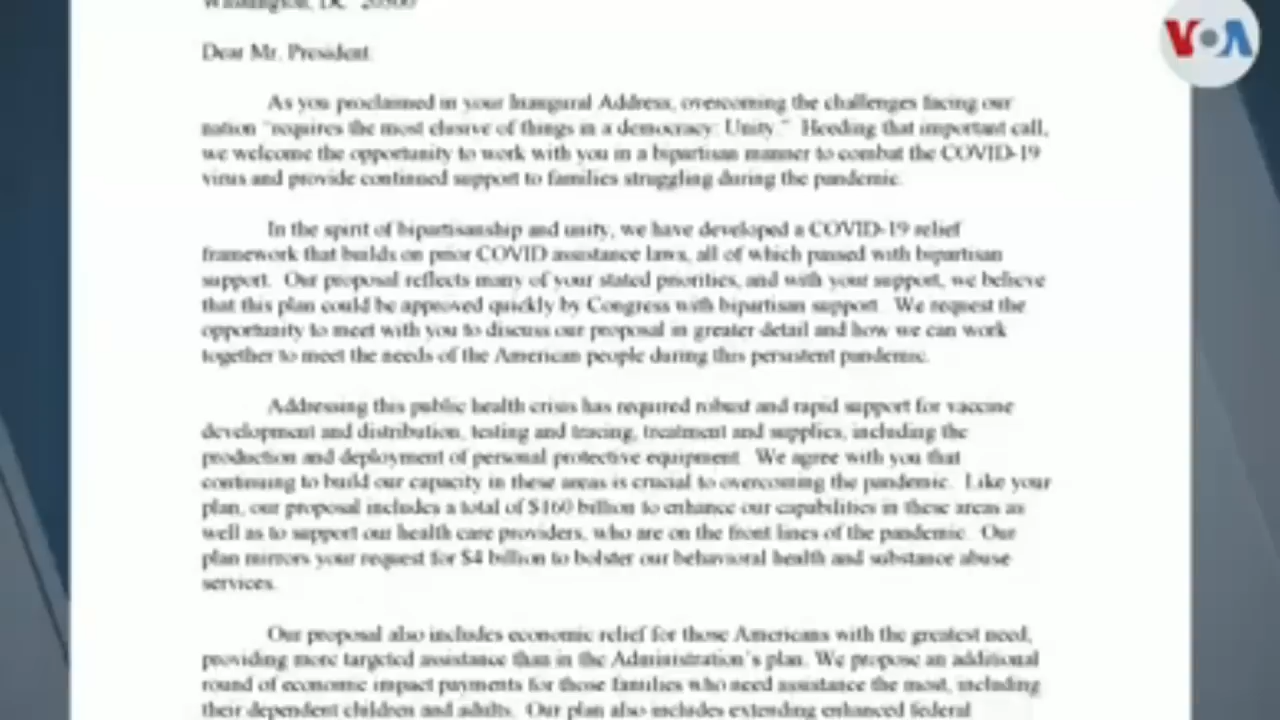 Washington, DC 20500
VOA
Dear Mr. President:
As you proclaimed in your Inaugural Address, overcoming the challenges facing our
nation “requires the most elusive of things in a democracy: Unity.” Heeding that important call,
we welcome the opportunity to work with you in a bipartisan manner to combat the COVID-19
virus and provide continued support to families struggling during the pandemic.
In the spirit of bipartisanship and unity, we have developed a COVID-19 relief
framework that builds on prior COVID assistance laws, all of which passed with bipartisan
support. Our proposal reflects many of your stated priorities, and with your support, we believe
that this plan could be approved quickly by Congress with bipartisan support. We request the
opportunity to meet with you to discuss our proposal in greater detail and how we can work
together to meet the needs of the American people during this persistent pandemic.
Addressing this public health crisis has required robust and rapid support for vaccine
development and distribution, testing and tracing, treatment and supplies, including the
production and deployment of personal protective equipment. We agree with you that
continuing to build our capacity in these areas is crucial to overcoming the pandemic. Like your
plan, our proposal includes a total of $160 billion to enhance our capabilities in these areas as
well as to support our health care providers, who are on the front lines of the pandemic. Our
plan mirrors your request for $4 billion to bolster our behavioral health and substance abuse
services.
Our proposal also includes economic relief for those Americans with the greatest need,
providing more targeted assistance than in the Administration’s plan. We propose an additional
round of economic impact payments for those families who need assistance the most, including
their dependent children and adults. Our plan also includes extending enhanced federal